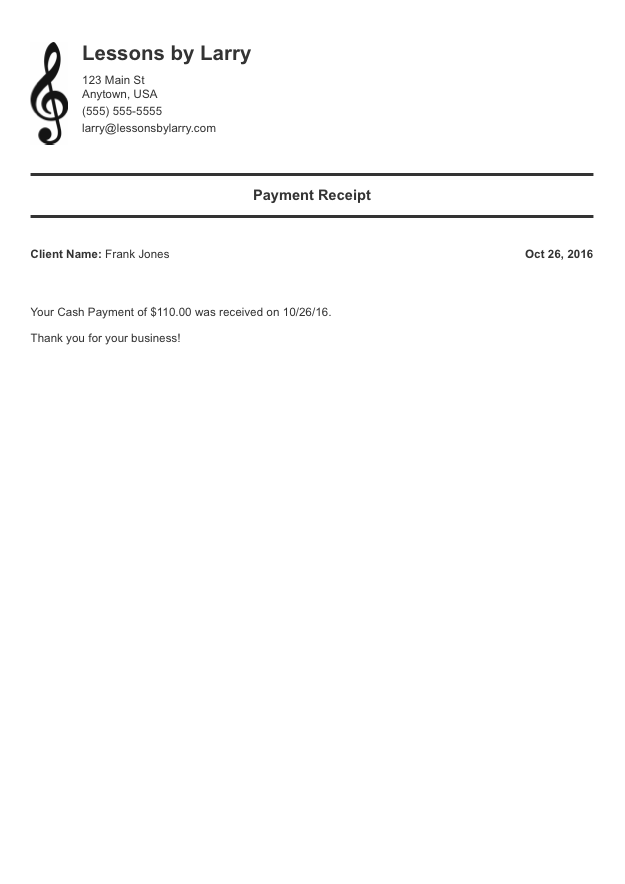 Lessons by Larry
123 Main St
Anytown, USA
(555) 555-5555
larry@lessonsbylarry.com
Payment Receipt
Client Name: Frank Jones
Oct 26, 2016
Your Cash Payment of $110.00 was received on 10/26/16.
Thank you for your business!